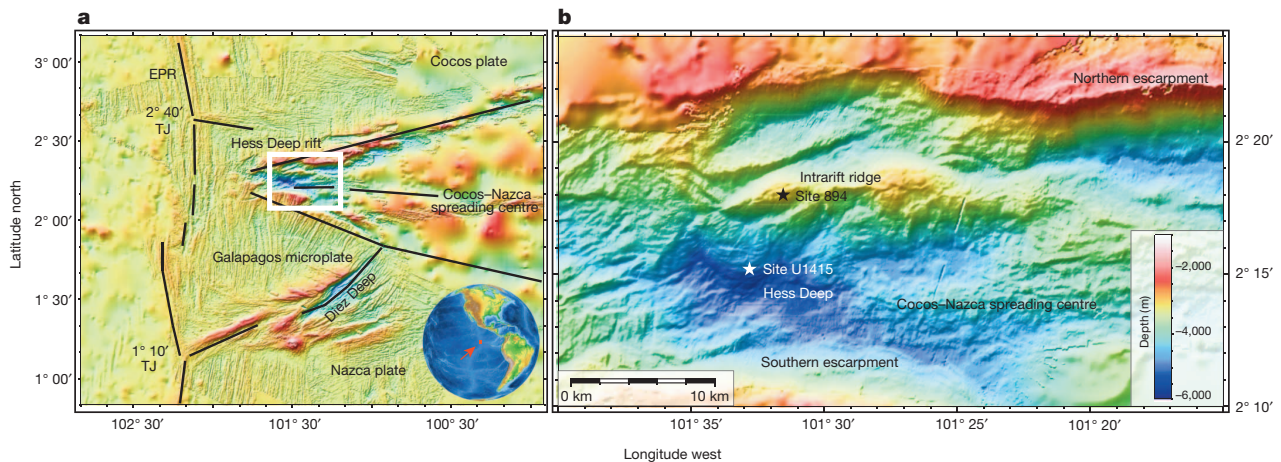 a
b
3° 00′
2° 50′
2° 00′
1° 50′
1° 00′
Latitude north
EPR
2° 40′
TJ
Cocos plate
Hess Deep rift
Cocos–Nazca
spreading centre
Galapagos microplate
Diez Deep
1° 10′
TJ
Nazca plate
102° 30′
101° 30′
100° 30′
Northern escarpment
Intrarift ridge
Site 894
Site U1415
Hess Deep
Cocos–Nazca spreading centre
Southern escarpment
0 km
10 km
Depth (m)
–2,000
–4,000
–6,000
2° 20′
2° 15′
2° 10′
101° 35′
101° 30′
101° 25′
101° 20′
Longitude west